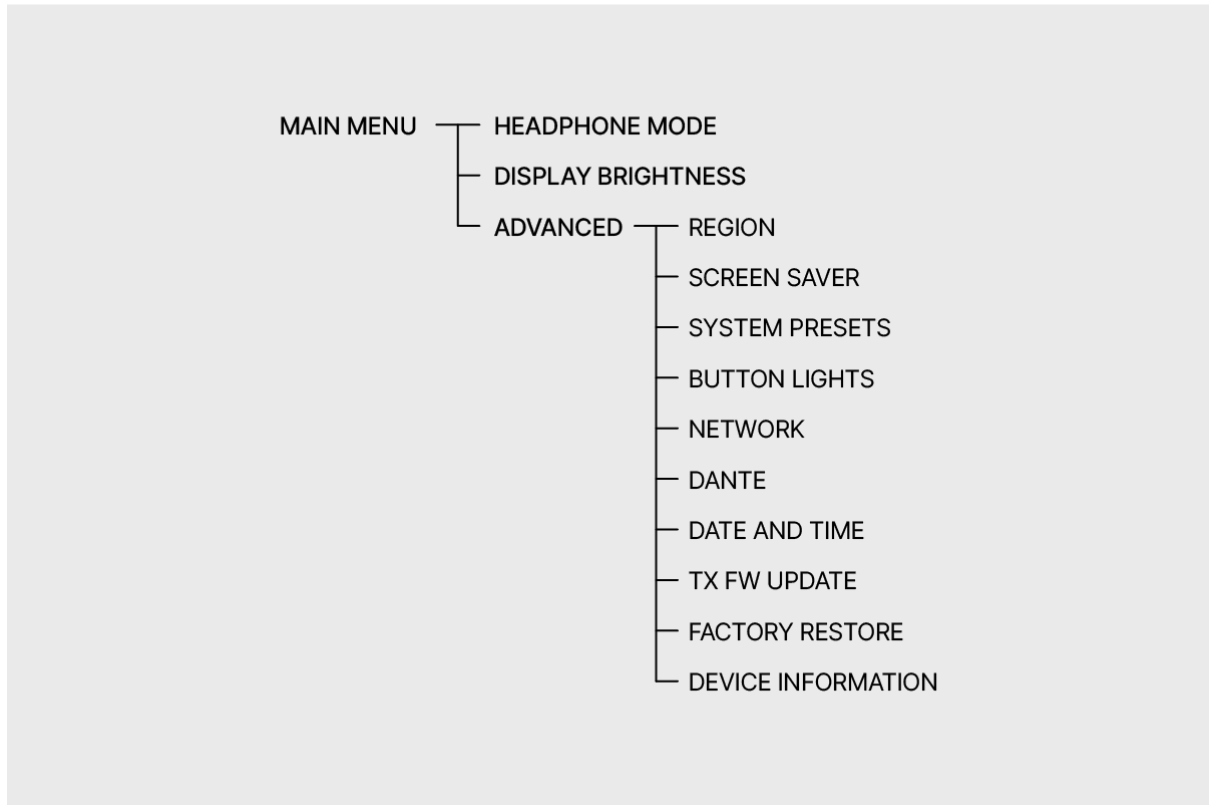 MAIN MENU HEADPHONE MODE
DISPLAY BRIGHTNESS
ADVANCED REGION
SCREEN SAVER
SYSTEM PRESETS
BUTTON LIGHTS
NETWORK
DANTE
DATE AND TIME
TX FW UPDATE
FACTORY RESTORE
DEVICE INFORMATION